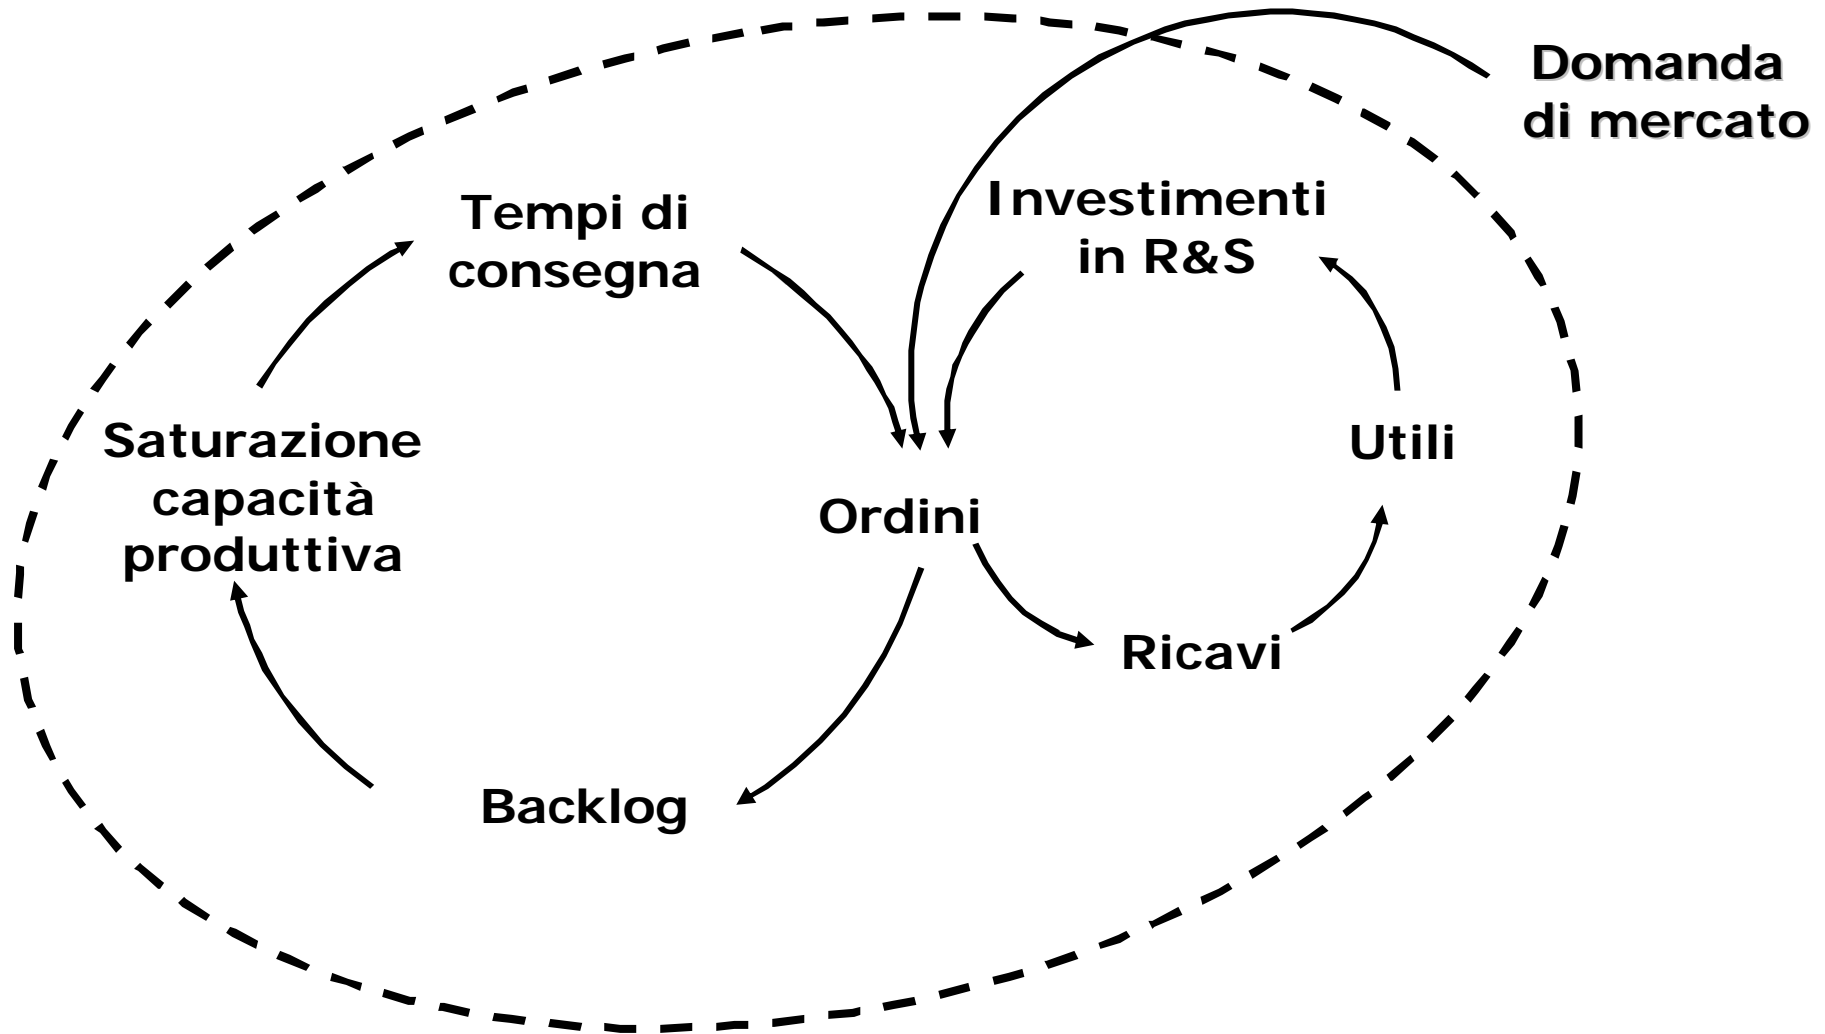 Domanda
di mercato
Tempi di
consegna
Investimenti
in R&S
Saturazione
capacità
produttiva
Utili
Ordini
Ricavi
Backlog